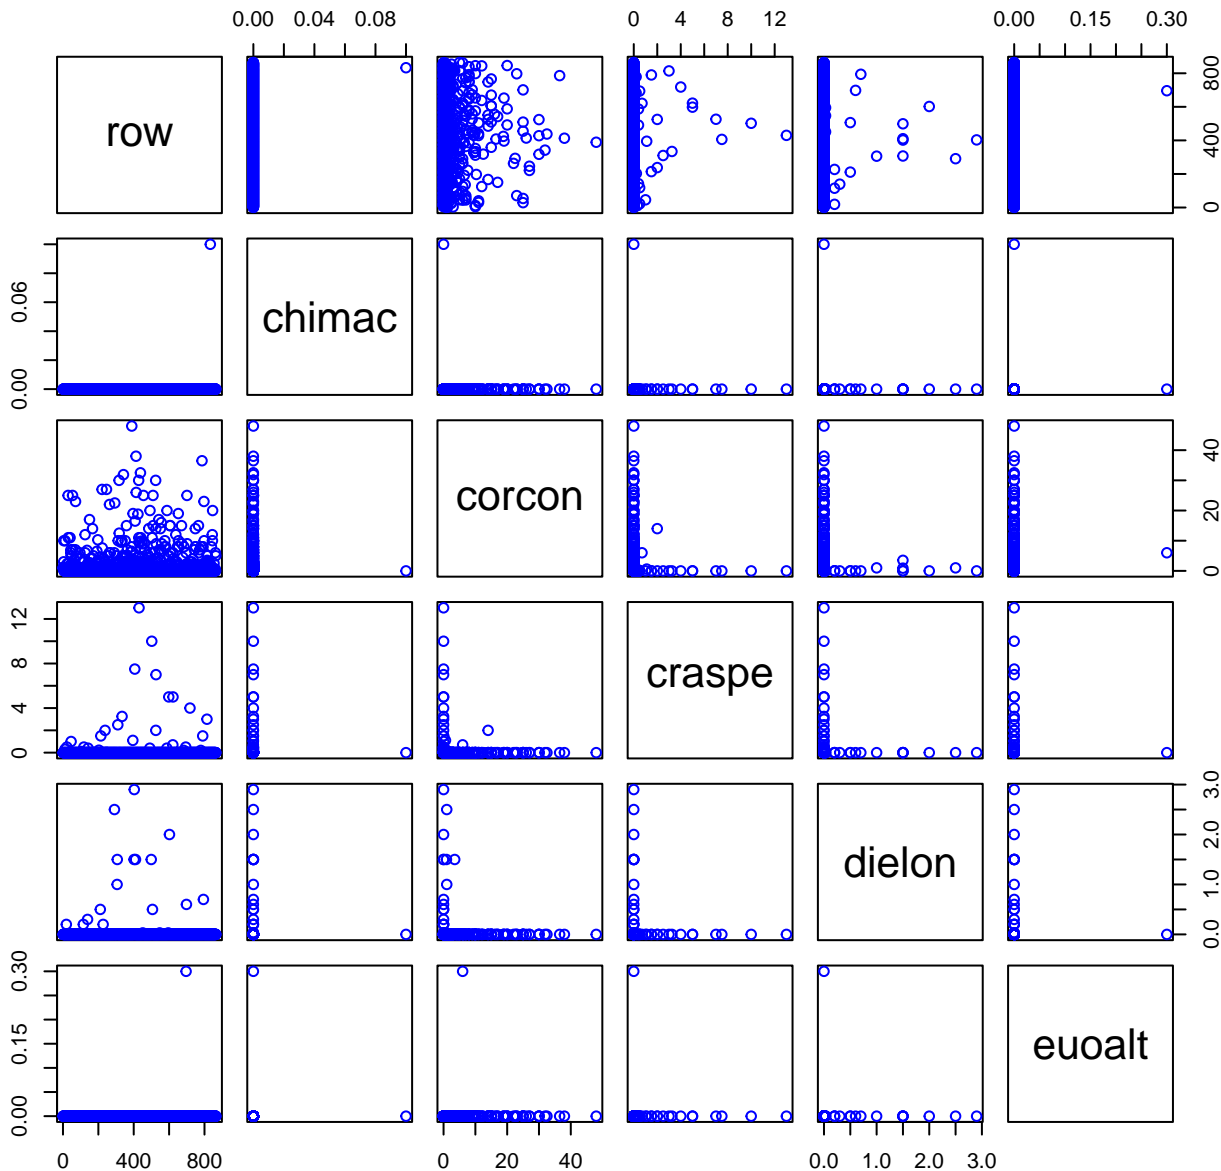 0.00 0.04 0.08 0 4 8 12 0.00 0.15 0.30
row 0 400 800
0.00 0.06 chimac
corcon 0 20 40
0 4 8 12 craspe
dielon 0.0 1.0 2.0 3.0
0.00 0.15 0.30 euoalt
0 400 800 0 20 40 0.0 1.0 2.0 3.0